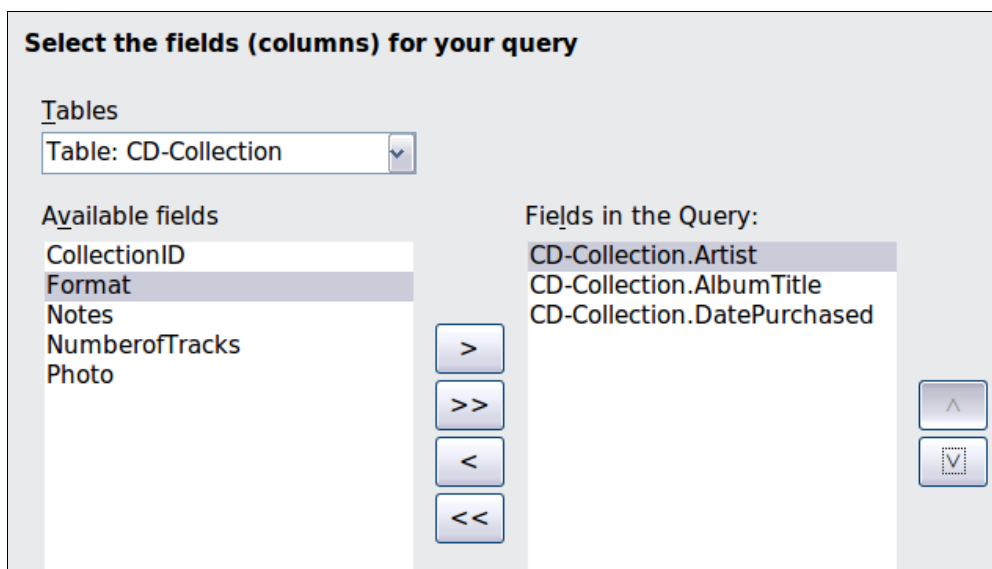 Select the fields (columns) for your query
Tables
Table: CD-Collection
Available fields
Fields in the Query:
CollectionID
Format
Notes
NumberofTracks
Photo
>
>>
<
<<
CD-Collection.Artist
CD-Collection.AlbumTitle
CD-Collection.DatePurchased
^
v